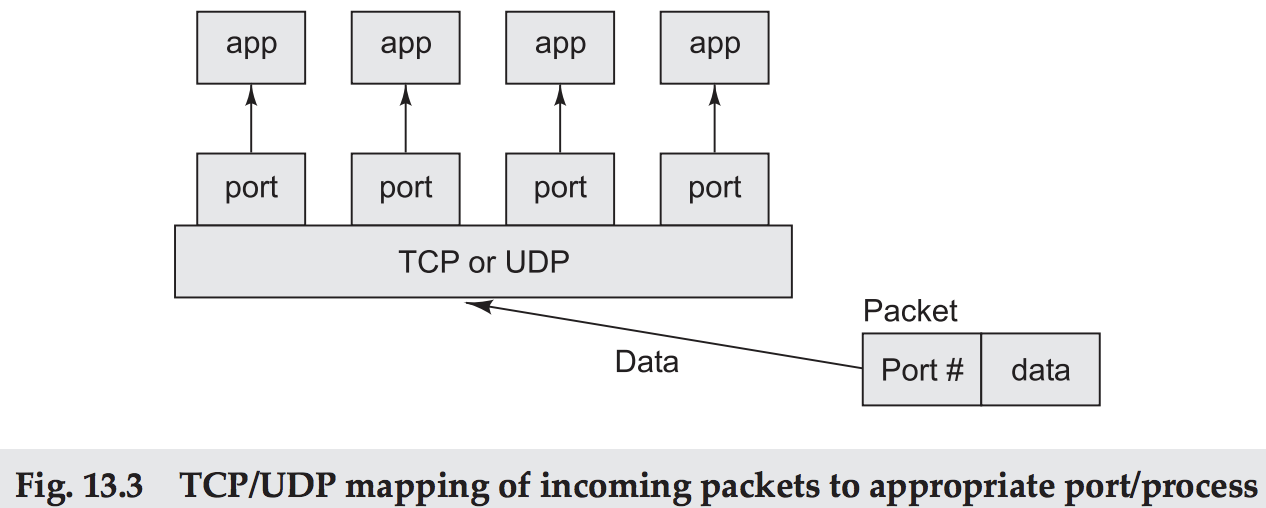 app app app app
port port port port
TCP or UDP
Packet
Data
Port # data
Fig. 13.3 TCP/UDP mapping of incoming packets to appropriate port/process